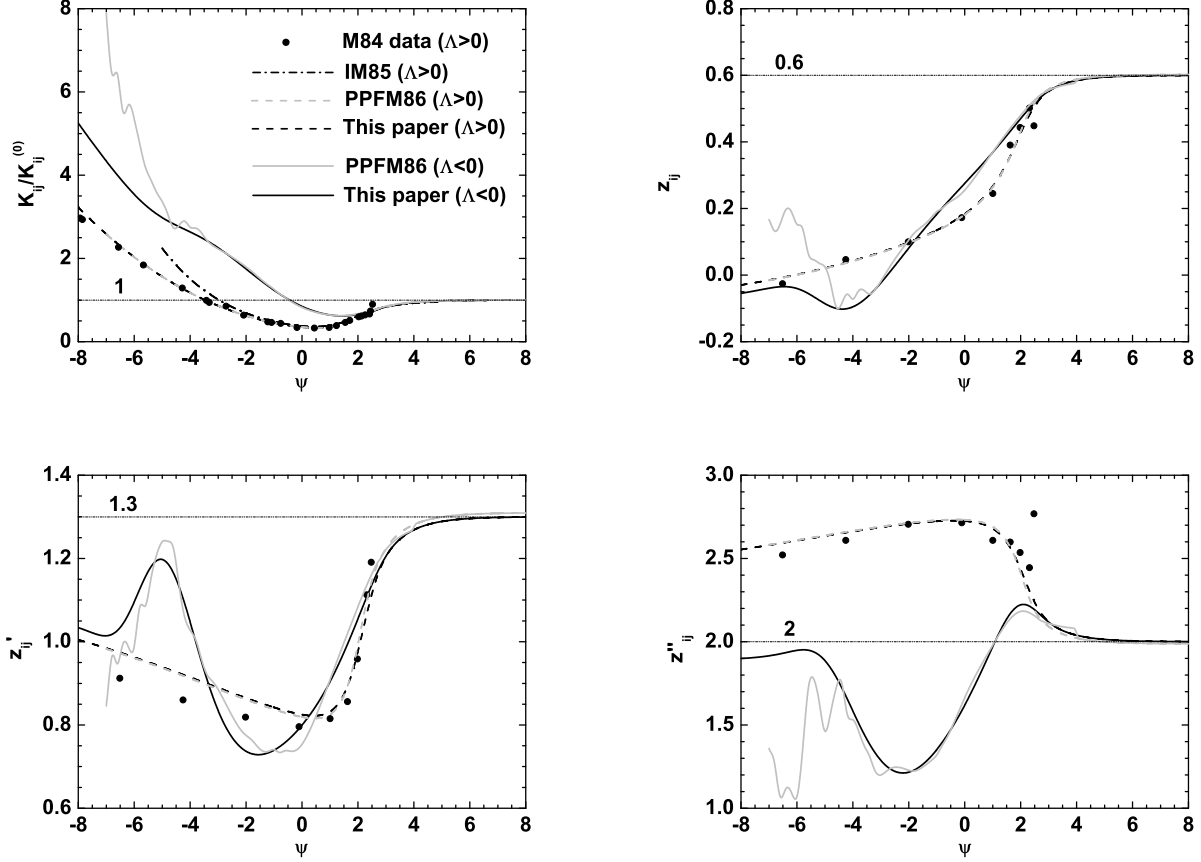 8
6
4
2
0
K_ij/K_ij^(0)
1
M84 data (Λ>0)
IM85 (Λ>0)
PPFM86 (Λ>0)
This paper (Λ>0)
PPFM86 (Λ<0)
This paper (Λ<0)
-8 -6 -4 -2 0 2 4 6 8
ψ
0.8
0.6
0.4
0.2
0.0
-0.2
z_ij
0.6
-8 -6 -4 -2 0 2 4 6 8
ψ
1.4
1.2
1.0
0.8
0.6
z_ij'
1.3
-8 -6 -4 -2 0 2 4 6 8
ψ
3.0
2.5
2.0
1.5
1.0
z''_ij
2
-8 -6 -4 -2 0 2 4 6 8
ψ